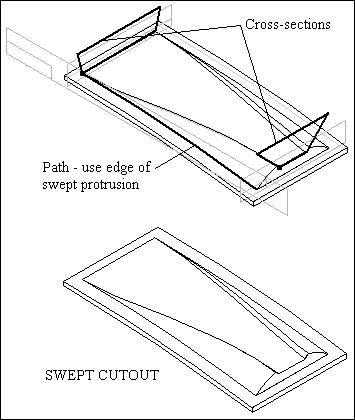 Cross-sections
Path - use edge of
swept protrusion
SWEPT CUTOUT